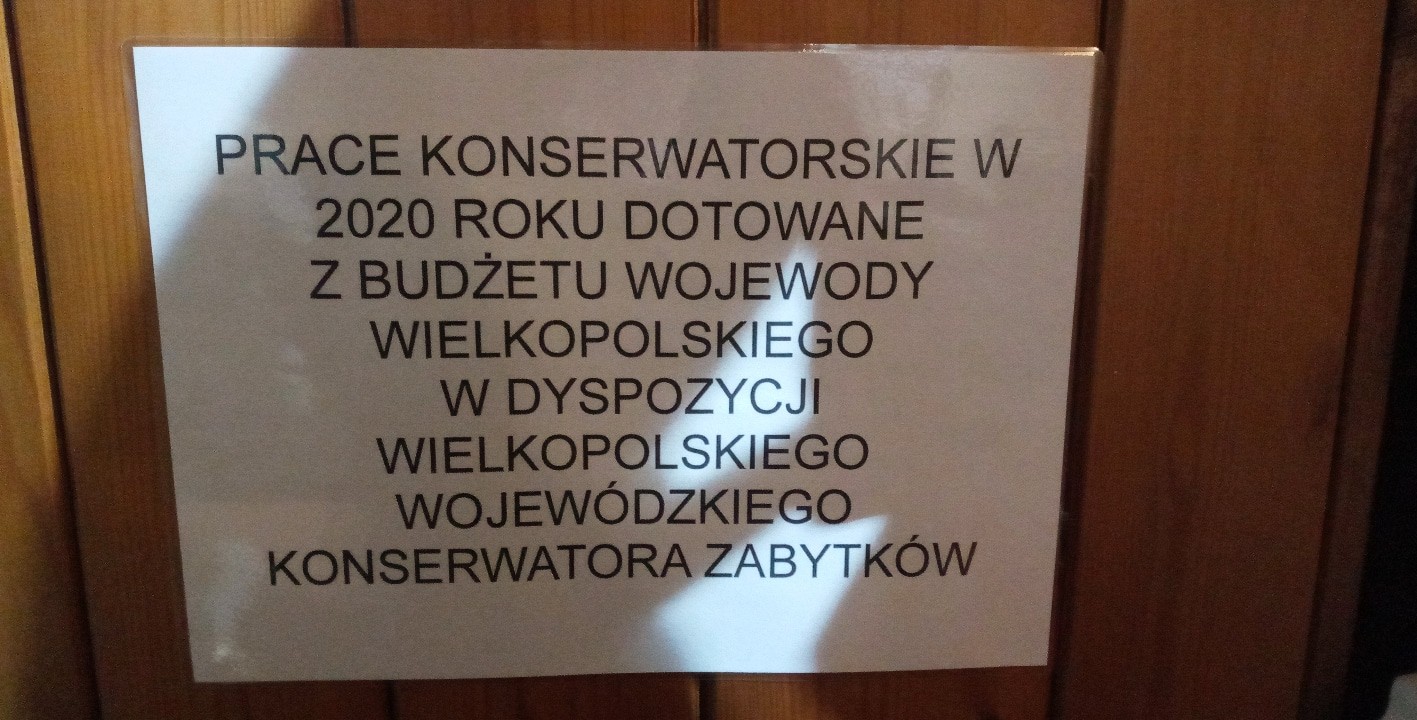 PRACE KONSERWATORSKIE W
2020 ROKU DOTOWANE
Z BUDŻETU WOJEWODY
WIELKOPOLSKIEGO
W DYSPOZYCJI
WIELKOPOLSKIEGO
WOJEWÓDZKIEGO
KONSERWATORA ZABYTKÓW